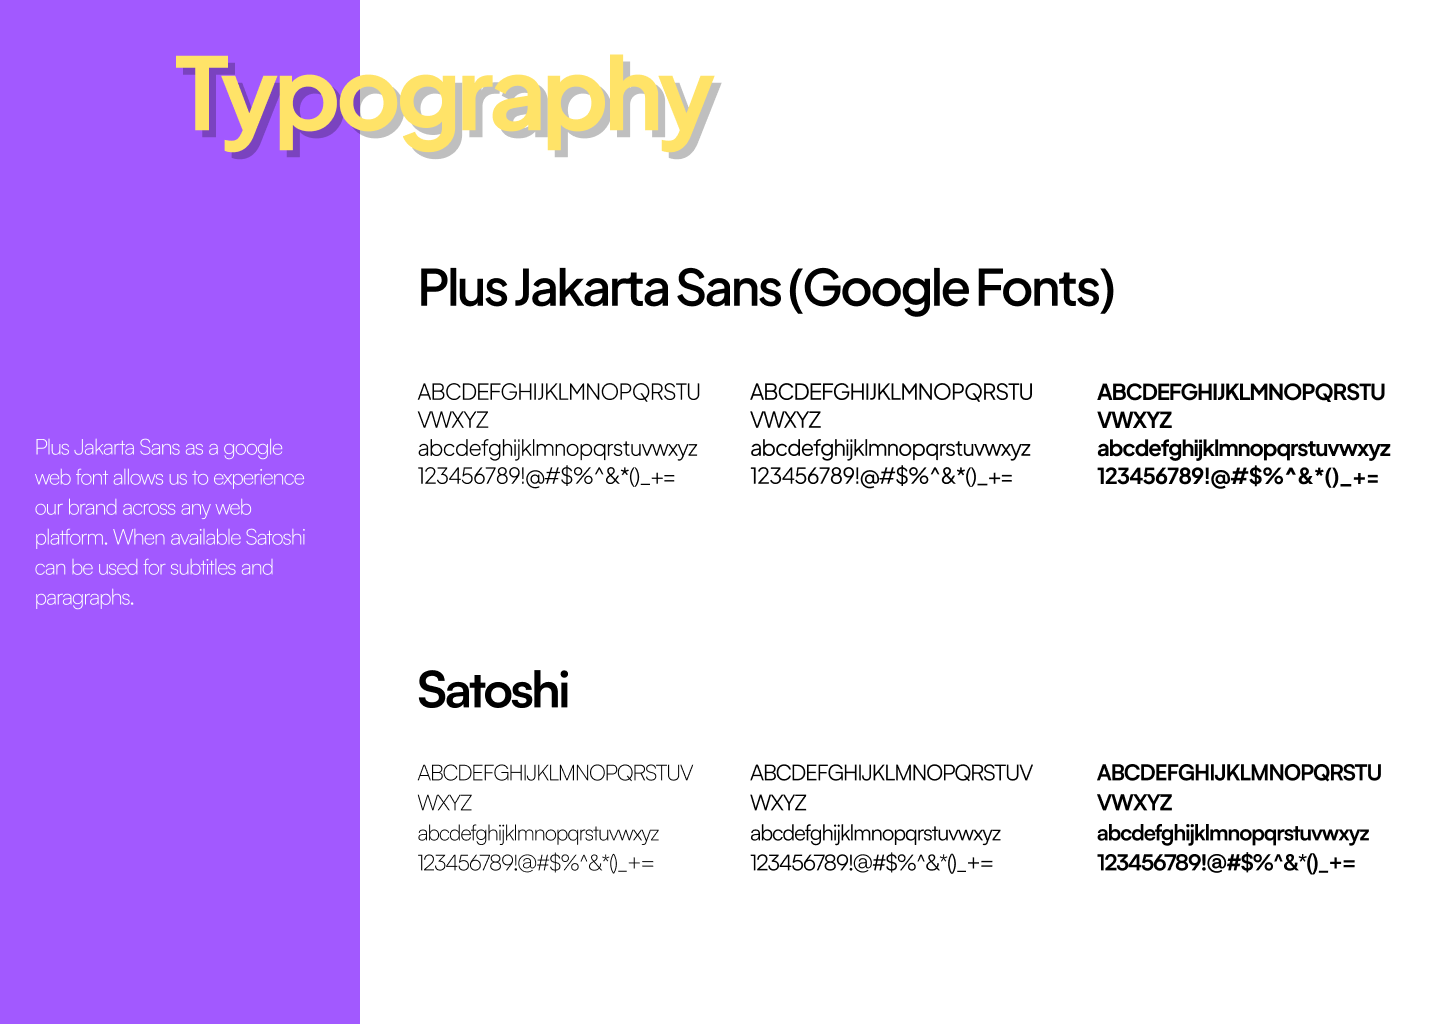 Typography
Plus Jakarta Sans as a google
web font allows us to experience
our brand across any web
platform. When available Satoshi
can be used for subtitles and
paragraphs.
Plus Jakarta Sans (Google Fonts)
ABCDEFGHIJKLMNOPQRSTU
VWXYZ
abcdefghijklmnopqrstuvwxyz
123456789!@#$%^&*()_+=
ABCDEFGHIJKLMNOPQRSTU
VWXYZ
abcdefghijklmnopqrstuvwxyz
123456789!@#$%^&*()_+=
ABCDEFGHIJKLMNOPQRSTU
VWXYZ
abcdefghijklmnopqrstuvwxyz
123456789!@#$%^&*()_+=
Satoshi
ABCDEFGHIJKLMNOPQRSTUV
WXYZ
abcdefghijklmnopqrstuvwxyz
123456789!@#$%^&*()_+=
ABCDEFGHIJKLMNOPQRSTUV
WXYZ
abcdefghijklmnopqrstuvwxyz
123456789!@#$%^&*()_+=
ABCDEFGHIJKLMNOPQRSTU
VWXYZ
abcdefghijklmnopqrstuvwxyz
123456789!@#$%^&*()_+=